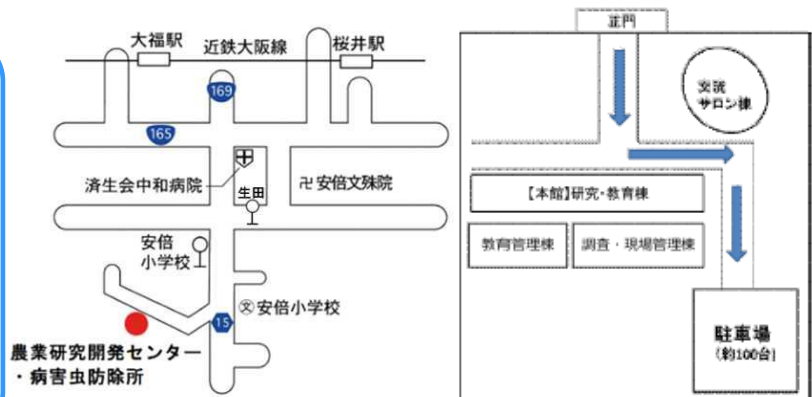 大福駅
近鉄大阪線
桜井駅
169
165
済生会中和病院
生田
卍安倍文殊院
安倍
小学校
文安倍小学校
15
農業研究開発センター
・病害虫防除所
正門
交流
サロン棟
【本館】研究・教育棟
教育管理棟
調査・現場管理棟
駐車場
（約100台）